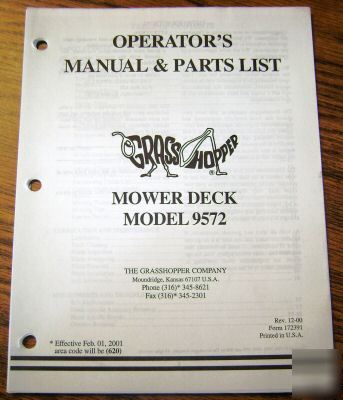 OPERATOR'S
MANUAL & PARTS LIST
GRASSHOPPER
®
MOWER DECK
MODEL 9572
THE GRASSHOPPER COMPANY
Moundridge, Kansas 67107 U.S.A.
Phone (316)* 345-8621
Fax (316)* 345-2301
Rev. 12-00
Form 172391
Printed in U.S.A.
* Effective Feb. 01, 2001
area code will be (620)